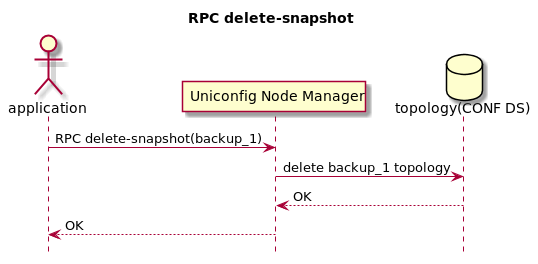 RPC delete-snapshot
application
Uniconfig Node Manager
topology(CONF DS)
RPC delete-snapshot(backup_1)
delete backup_1 topology
OK
OK